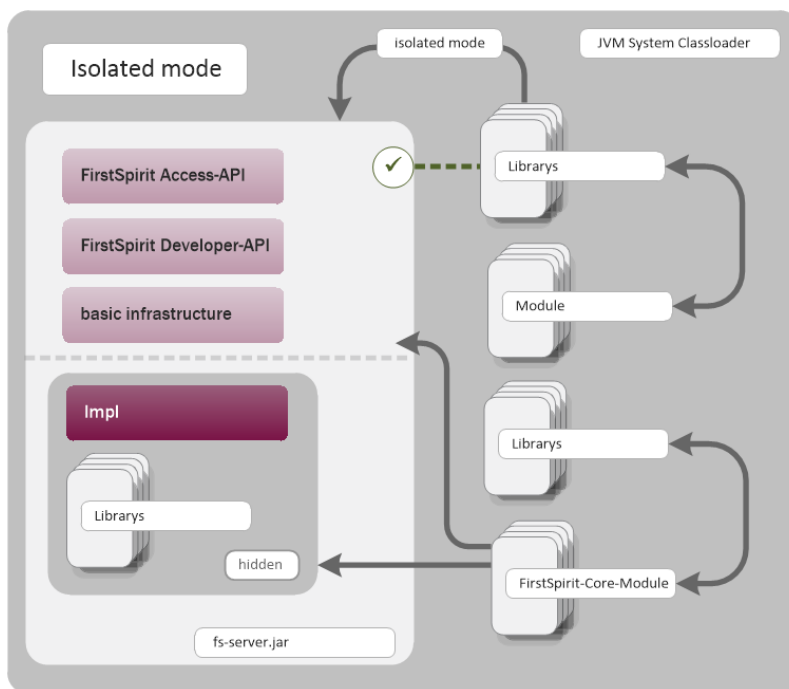 isolated mode
JVM System Classloader
Isolated mode
FirstSpirit Access-API
Librarys
FirstSpirit Developer-API
basic infrastructure
Module
Impl
Librarys
Librarys
hidden
FirstSpirit-Core-Module
fs-server.jar